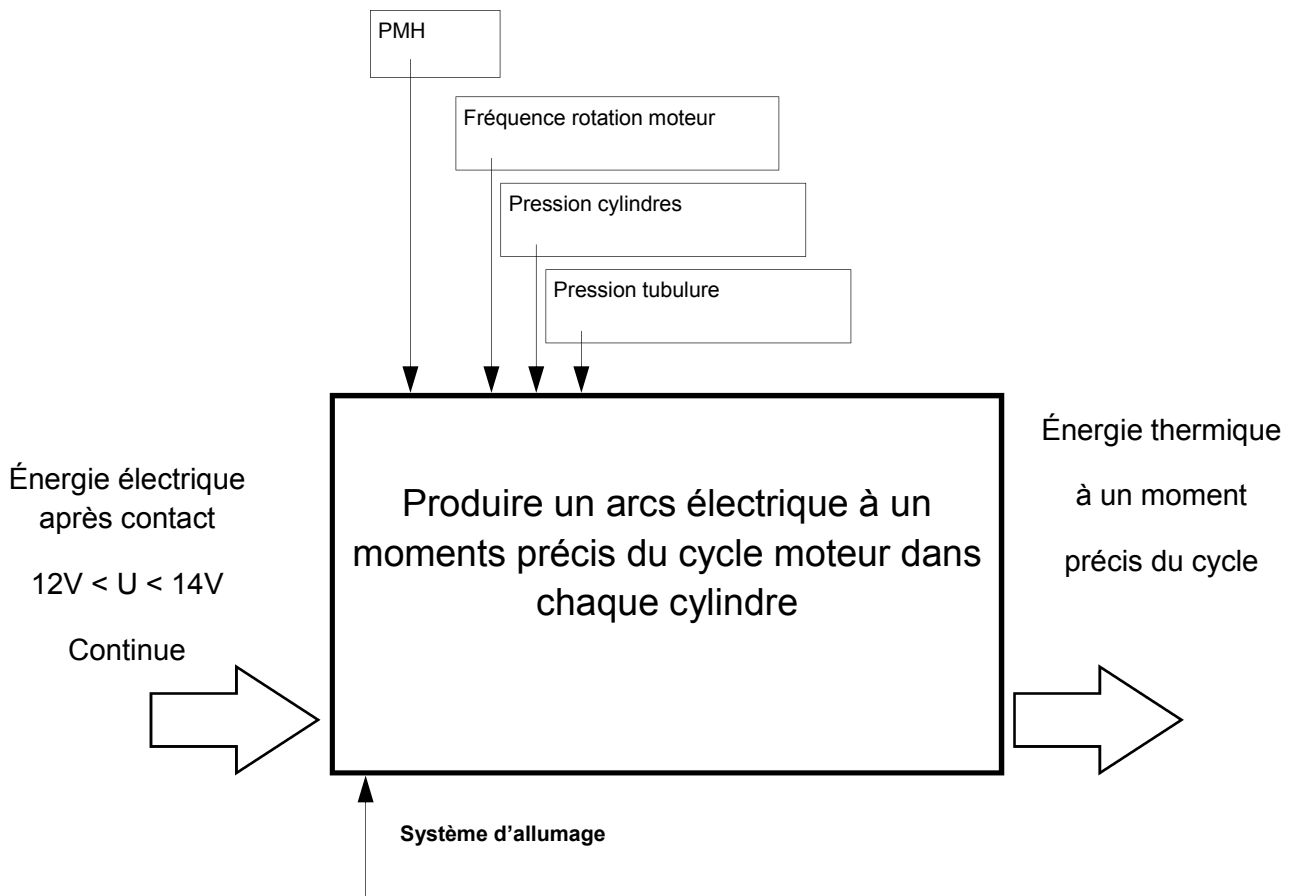 PMH
Fréquence rotation moteur
Pression cylindres
Pression tubulure
Énergie électrique
après contact
12V < U < 14V
Continue
Produire un arcs électrique à un
moments précis du cycle moteur dans
chaque cylindre
Énergie thermique
à un moment
précis du cycle
Système d'allumage